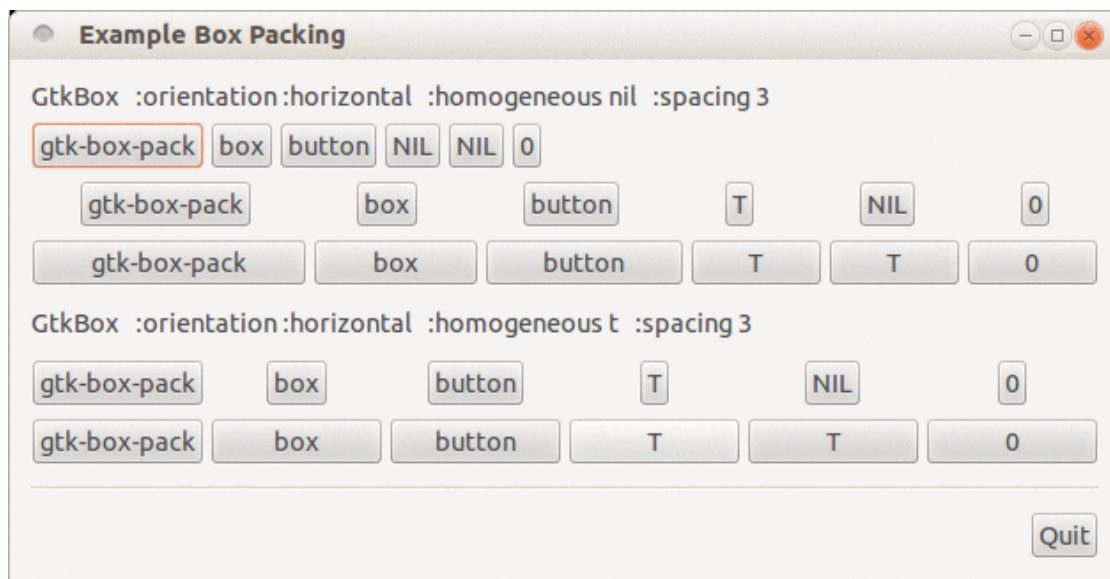 Example Box Packing
GtkBox :orientation :horizontal :homogeneous nil :spacing 3
gtk-box-pack box button NIL NIL 0
gtk-box-pack box button T NIL 0
gtk-box-pack box button T T 0
GtkBox :orientation :horizontal :homogeneous t :spacing 3
gtk-box-pack box button T NIL 0
gtk-box-pack box button T T 0
Quit